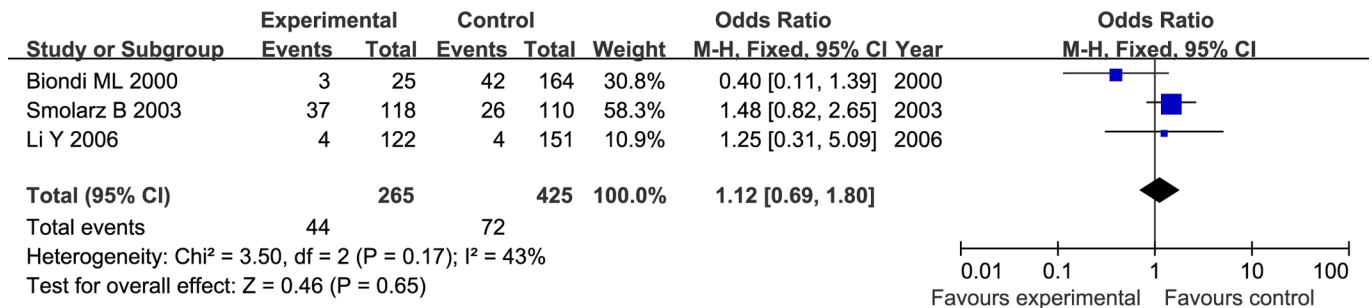 Experimental Control Odds Ratio Odds Ratio
Study or Subgroup Events Total Events Total Weight M-H, Fixed, 95% CI Year M-H, Fixed, 95% CI
Biondi ML 2000 3 25 42 164 30.8% 0.40 [0.11, 1.39] 2000
Smolarz B 2003 37 118 26 110 58.3% 1.48 [0.82, 2.65] 2003
Li Y 2006 4 122 4 151 10.9% 1.25 [0.31, 5.09] 2006
Total (95% CI) 265 425 100.0% 1.12 [0.69, 1.80]
Total events 44 72
Heterogeneity: Chi² = 3.50, df = 2 (P = 0.17); I² = 43%
Test for overall effect: Z = 0.46 (P = 0.65)
0.01 0.1 1 10 100
Favours experimental Favours control